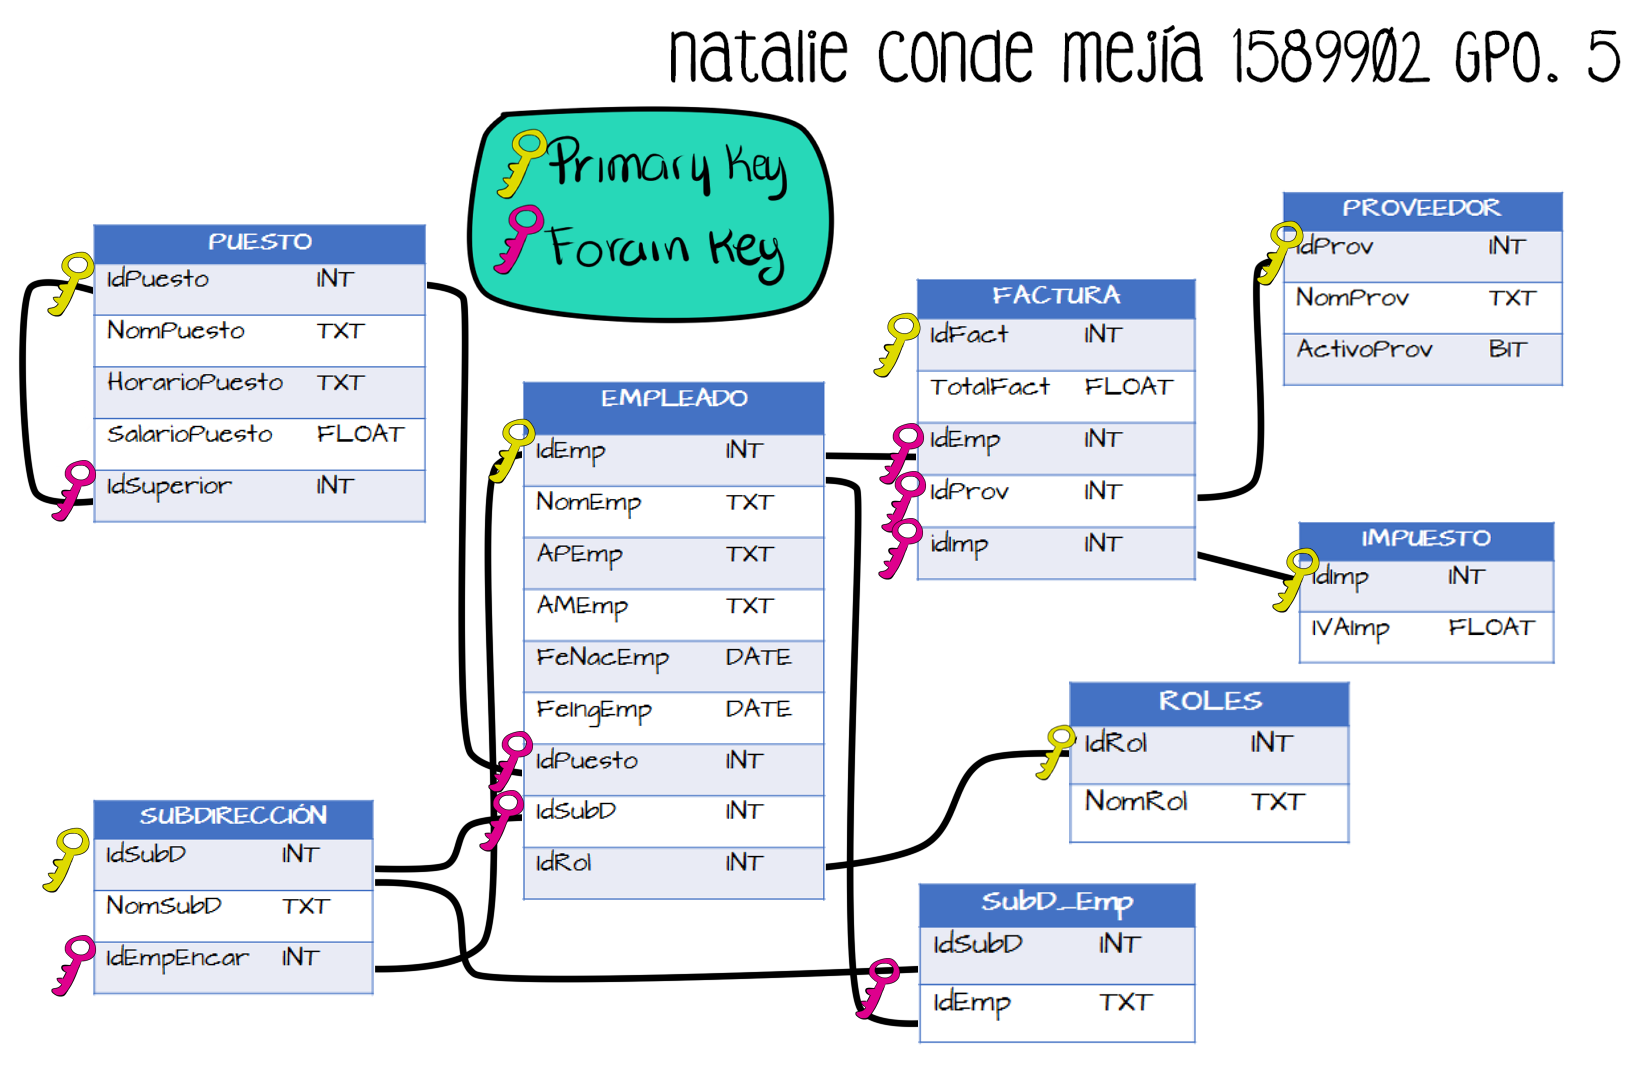 natalie conde mejía 1589902 GPO. 5
Primary Key
Forain Key
PUESTO
IdPuesto INT
NomPuesto TXT
HorarioPuesto TXT
SalarioPuesto FLOAT
IdSuperior INT
EMPLEADO
IdEmp INT
NomEmp TXT
APEmp TXT
AMEmp TXT
FeNacEmp DATE
FeIngEmp DATE
IdPuesto INT
IdSubD INT
IdRol INT
FACTURA
IdFact INT
TotalFact FLOAT
IdEmp INT
IdProv INT
idImp INT
PROVEEDOR
IdProv INT
NomProv TXT
ActivoProv BIT
IMPUESTO
IdImp INT
IVAImp FLOAT
ROLES
IdRol INT
NomRol TXT
SUBDIRECCIÓN
IdSubD INT
NomSubD TXT
IdEmpEncar INT
SubD_Emp
IdSubD INT
IdEmp TXT